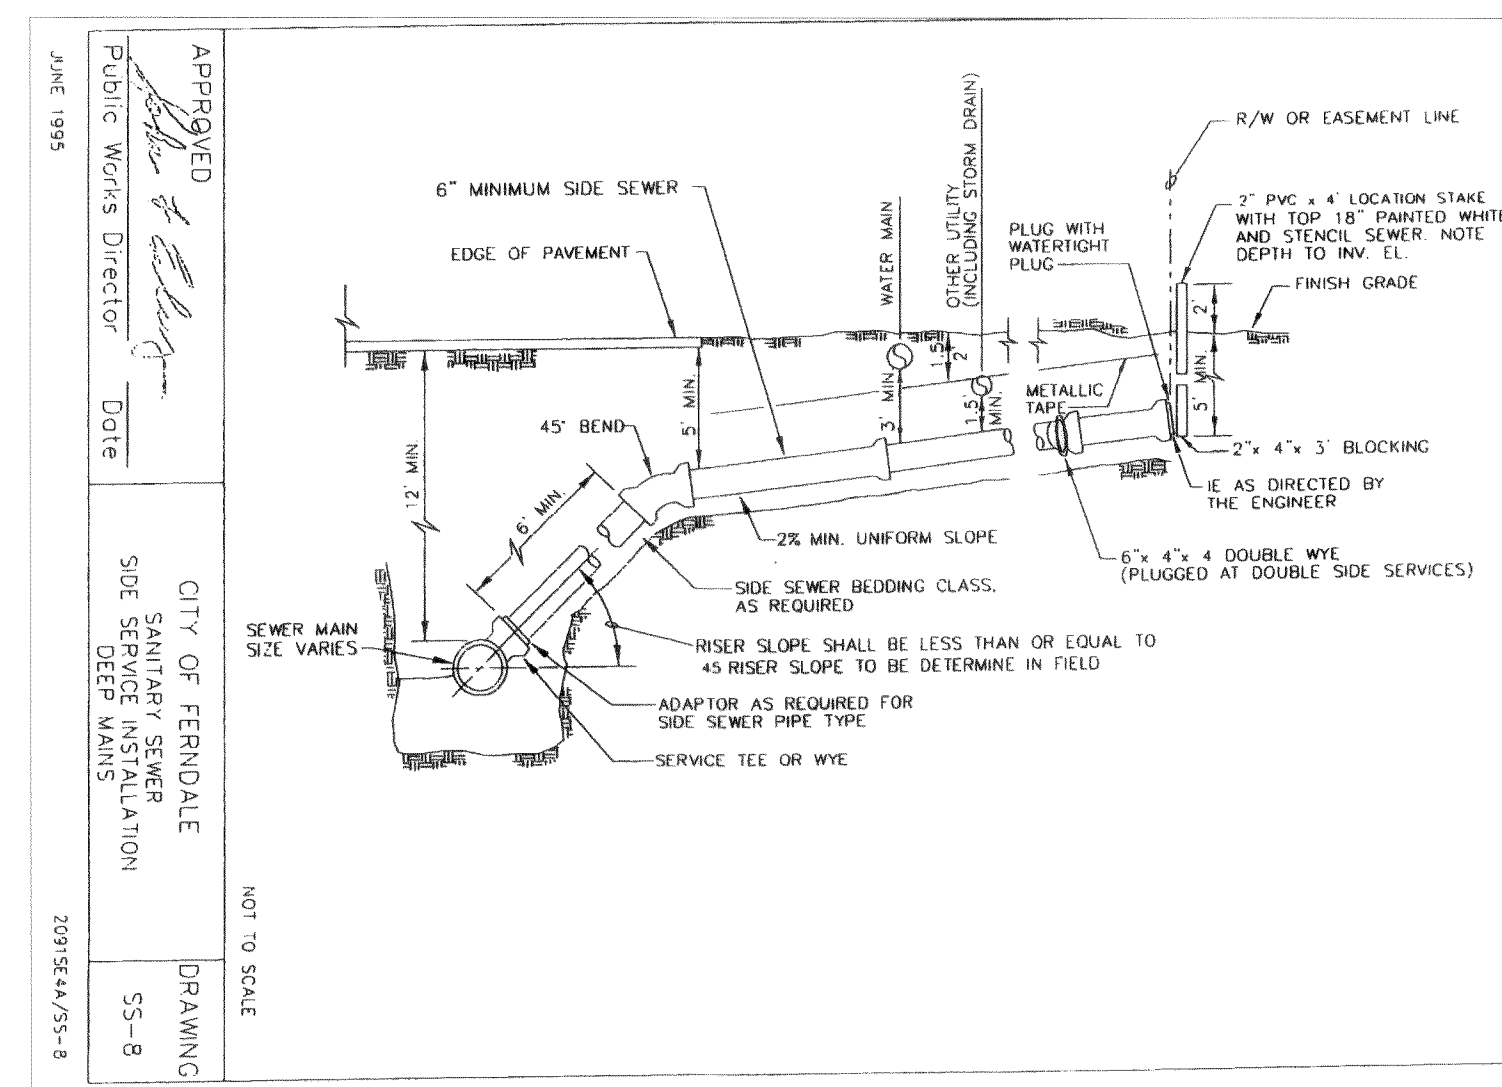 6" MINIMUM SIDE SEWER
EDGE OF PAVEMENT
WATER MAIN
OTHER UTILITY
(INCLUDING STORM DRAIN)
PLUG WITH
WATERTIGHT
PLUG
R/W OR EASEMENT LINE
2" PVC x 4' LOCATION STAKE
WITH TOP 18" PAINTED WHITE
AND STENCIL SEWER. NOTE
DEPTH TO INV. EL.
FINISH GRADE
2'
5' MIN.
1.5'
2'
METALLIC
TAPE
45° BEND
5' MIN.
3' MIN.
1.5'
MIN.
12' MIN.
6' MIN.
2"x 4"x 3' BLOCKING
IE AS DIRECTED BY
THE ENGINEER
2% MIN. UNIFORM SLOPE
6"x 4"x 4 DOUBLE WYE
(PLUGGED AT DOUBLE SIDE SERVICES)
SIDE SEWER BEDDING CLASS,
AS REQUIRED
SEWER MAIN
SIZE VARIES
RISER SLOPE SHALL BE LESS THAN OR EQUAL TO
45 RISER SLOPE TO BE DETERMINE IN FIELD
ADAPTOR AS REQUIRED FOR
SIDE SEWER PIPE TYPE
SERVICE TEE OR WYE
NOT TO SCALE
APPROVED
Public Works Director
Date
CITY OF FERNDALE
SANITARY SEWER
SIDE SERVICE INSTALLATION
DEEP MAINS
DRAWING
SS-8
JUNE 1995
20915E4A/SS-8